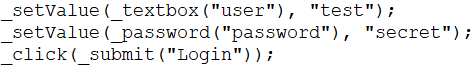 _setValue(_textbox("user"), "test");
_setValue(_password("password"), "secret");
_click(_submit("Login"));